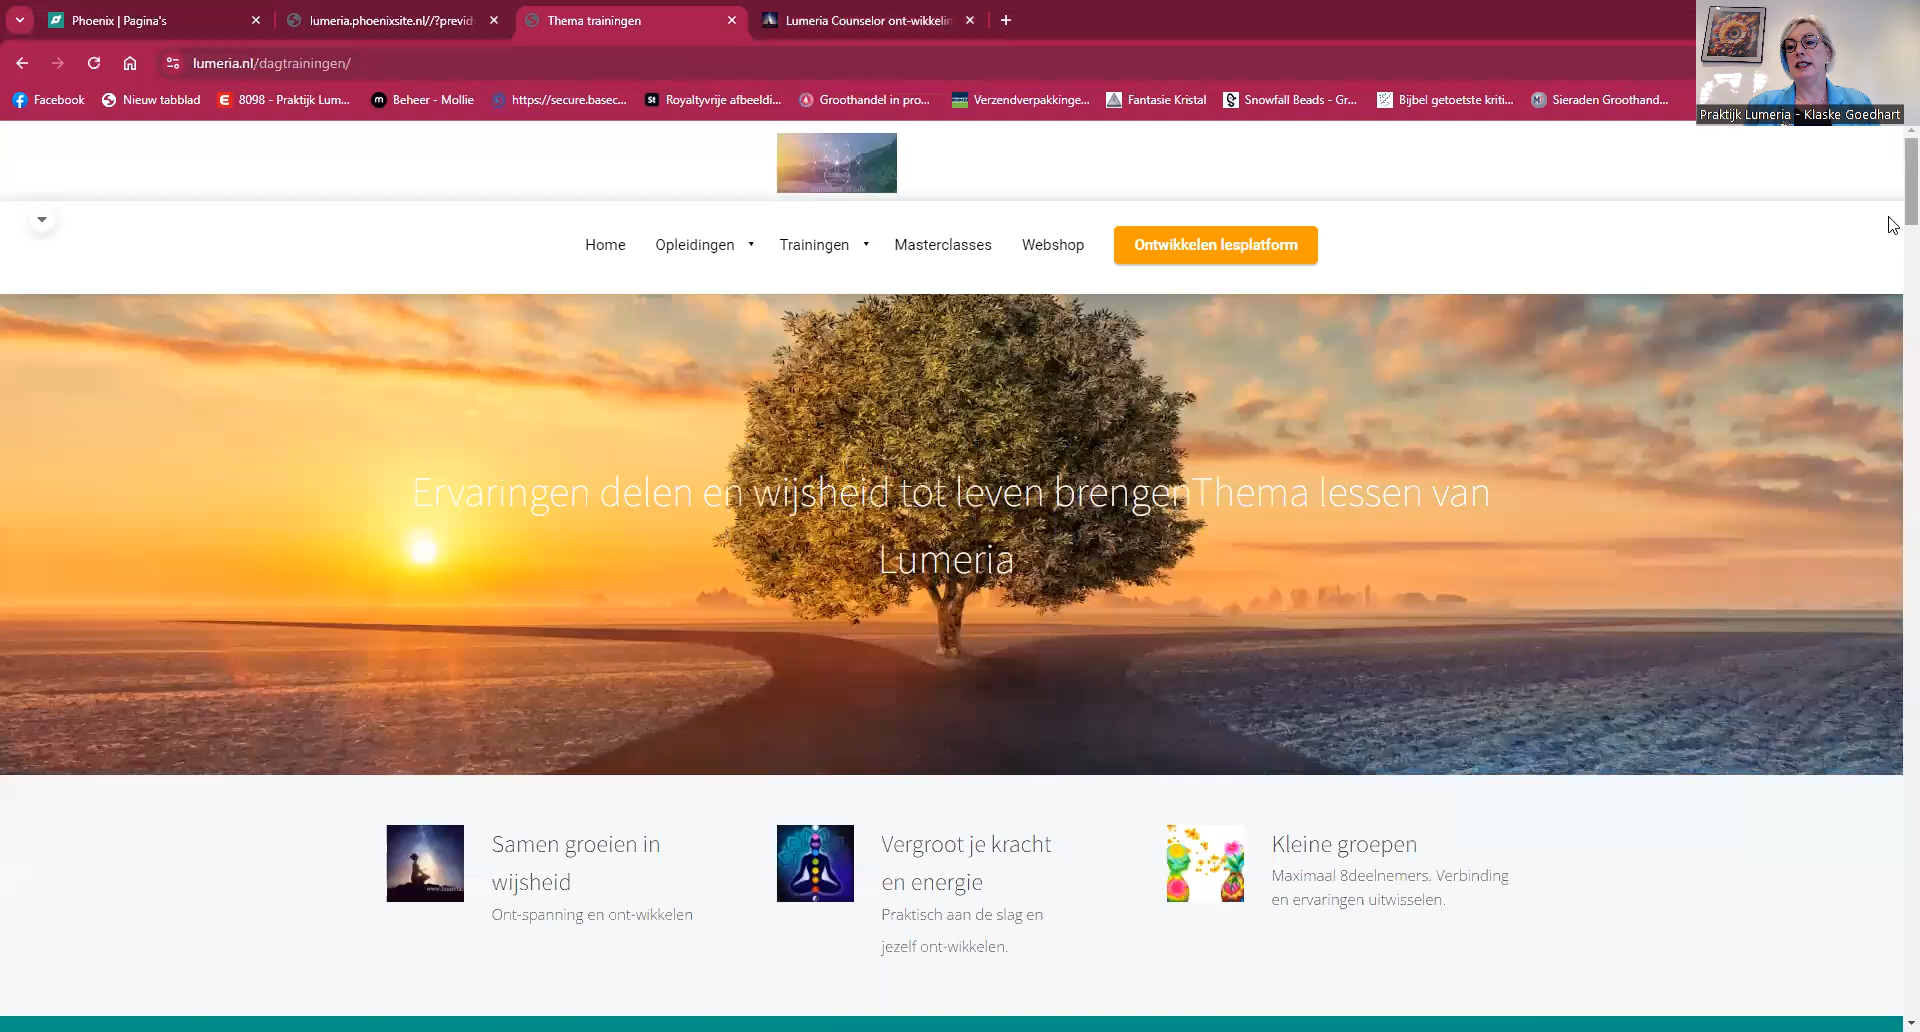 Phoenix | Pagina's
lumeria.phoenixsite.nl//?previd
Thema trainingen
Lumeria Counselor ont-wikkelin
lumeria.nl/dagtrainingen/
Facebook
Nieuw tabblad
8098 - Praktijk Lum...
Beheer - Mollie
https://secure.basec...
Royaltyvrije afbeeldi...
Groothandel in pro...
Verzendverpakkinge...
Fantasie Kristal
Snowfall Beads - Gr...
Bijbel getoetste kriti...
Sieraden Groothand...
Praktijk Lumeria - Klaske Goedhart
Home
Opleidingen
Trainingen
Masterclasses
Webshop
Ontwikkelen lesplatform
Ervaringen delen en wijsheid tot leven brengenThema lessen van
Lumeria
Samen groeien in
wijsheid
Ont-spanning en ont-wikkelen
Vergroot je kracht
en energie
Praktisch aan de slag en
jezelf ont-wikkelen.
Kleine groepen
Maximaal 8deelnemers. Verbinding
en ervaringen uitwisselen.